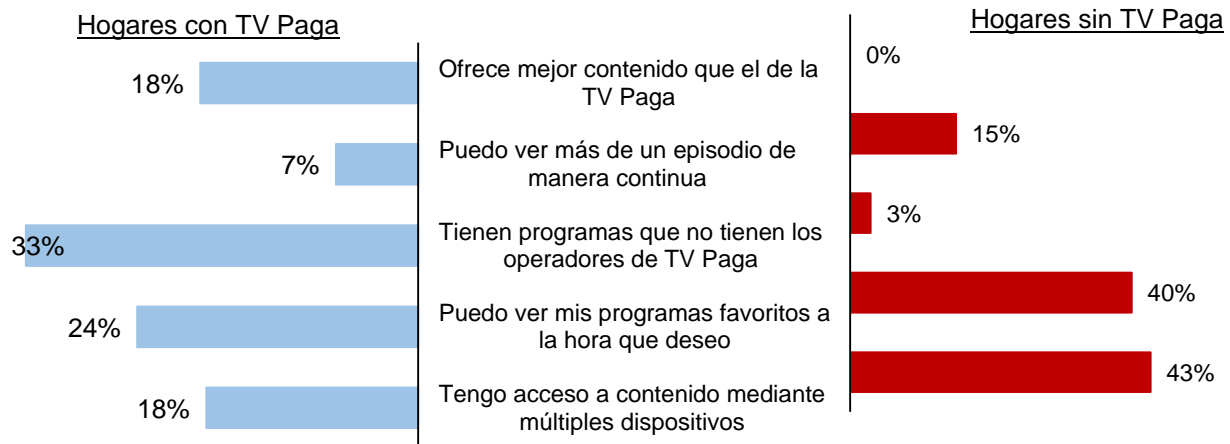 Hogares con TV Paga
Hogares sin TV Paga
18%
Ofrece mejor contenido que el de la
TV Paga
0%
7%
Puedo ver más de un episodio de
manera continua
15%
33%
Tienen programas que no tienen los
operadores de TV Paga
3%
24%
Puedo ver mis programas favoritos a
la hora que deseo
40%
18%
Tengo acceso a contenido mediante
múltiples dispositivos
43%